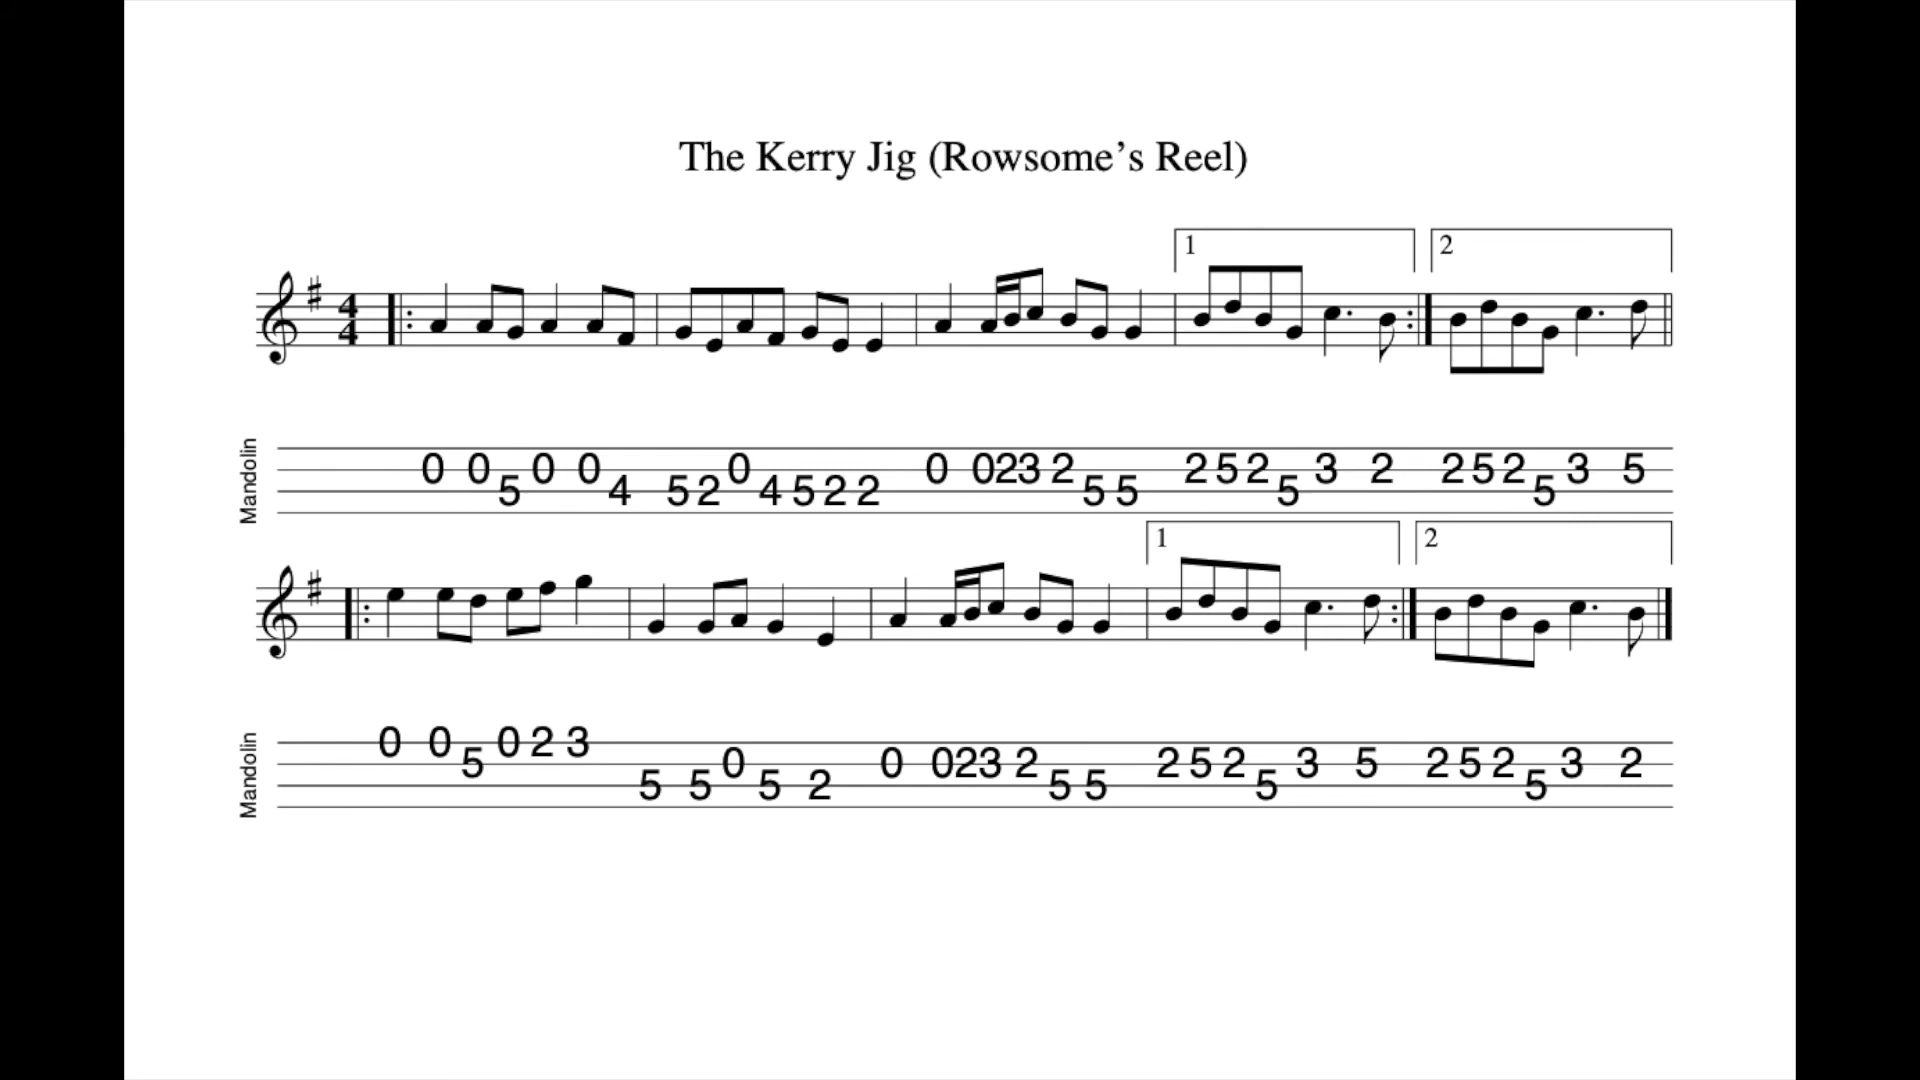 The Kerry Jig (Rowsome’s Reel)
1 2
4
4
Mandolin
0 0 5 0 0 4 5 2 0 4 5 2 2 0 0 2 3 2 5 5 2 5 2 5 3 2 2 5 2 5 3 5
1 2
Mandolin
0 0 5 0 2 3 5 5 0 5 2 0 0 2 3 2 5 5 2 5 2 5 3 5 2 5 2 5 3 2